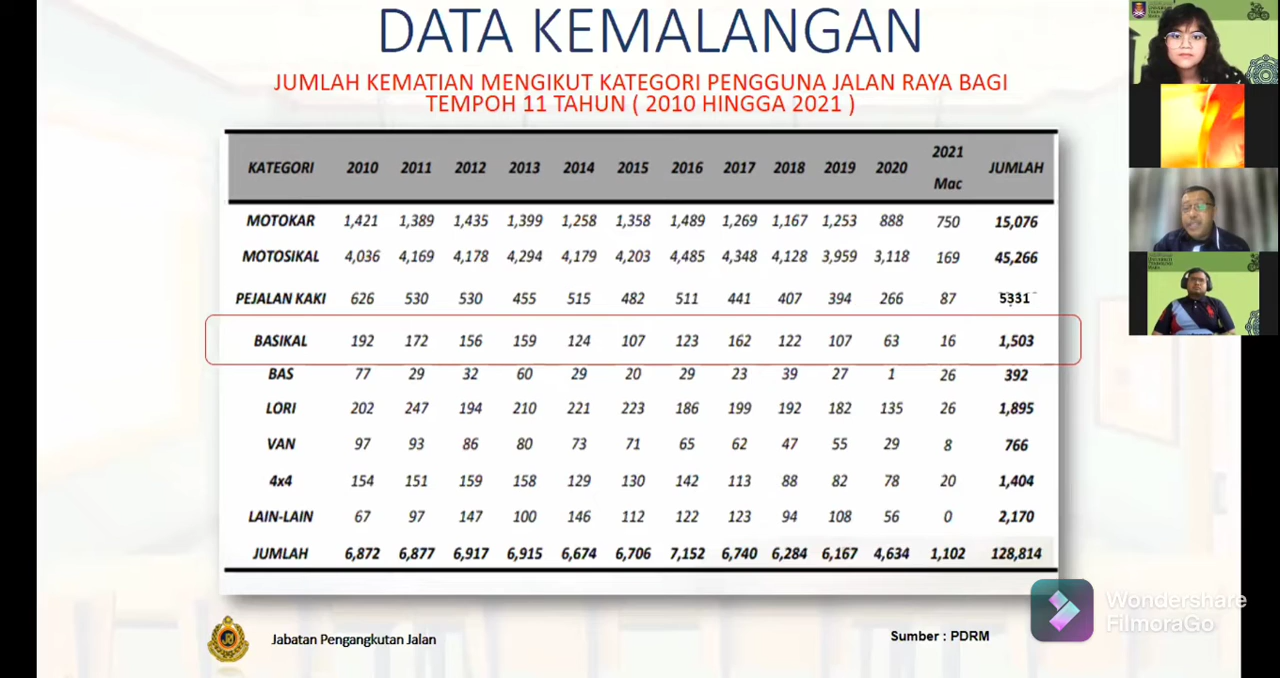 DATA KEMALANGAN
JUMLAH KEMATIAN MENGIKUT KATEGORI PENGGUNA JALAN RAYA BAGI
TEMPOH 11 TAHUN ( 2010 HINGGA 2021 )
KATEGORI 2010 2011 2012 2013 2014 2015 2016 2017 2018 2019 2020 2021 Mac JUMLAH
MOTOKAR 1,421 1,389 1,435 1,399 1,258 1,358 1,489 1,269 1,167 1,253 888 750 15,076
MOTOSIKAL 4,036 4,169 4,178 4,294 4,179 4,203 4,485 4,348 4,128 3,959 3,118 169 45,266
PEJALAN KAKI 626 530 530 455 515 482 511 441 407 394 266 87 5331
BASIKAL 192 172 156 159 124 107 123 162 122 107 63 16 1,503
BAS 77 29 32 60 29 20 29 23 39 27 1 26 392
LORI 202 247 194 210 221 223 186 199 192 182 135 26 1,895
VAN 97 93 86 80 73 71 65 62 47 55 29 8 766
4x4 154 151 159 158 129 130 142 113 88 82 78 20 1,404
LAIN-LAIN 67 97 147 100 146 112 122 123 94 108 56 0 2,170
JUMLAH 6,872 6,877 6,917 6,915 6,674 6,706 7,152 6,740 6,284 6,167 4,634 1,102 128,814
Jabatan Pengangkutan Jalan
Sumber : PDRM
Wondershare
FilmoraGo